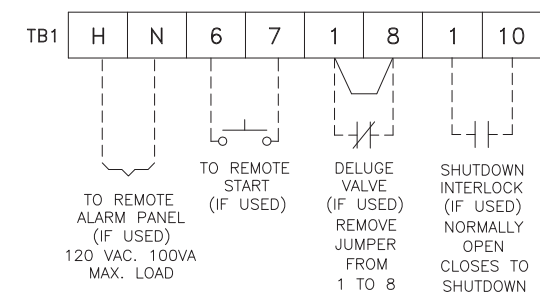 TB1 H N 6 7 1 8 1 10
TO REMOTE
ALARM PANEL
(IF USED)
120 VAC. 100VA
MAX. LOAD
TO REMOTE
START
(IF USED)
DELUGE
VALVE
(IF USED)
REMOVE
JUMPER
FROM
1 TO 8
SHUTDOWN
INTERLOCK
(IF USED)
NORMALLY
OPEN
CLOSES TO
SHUTDOWN